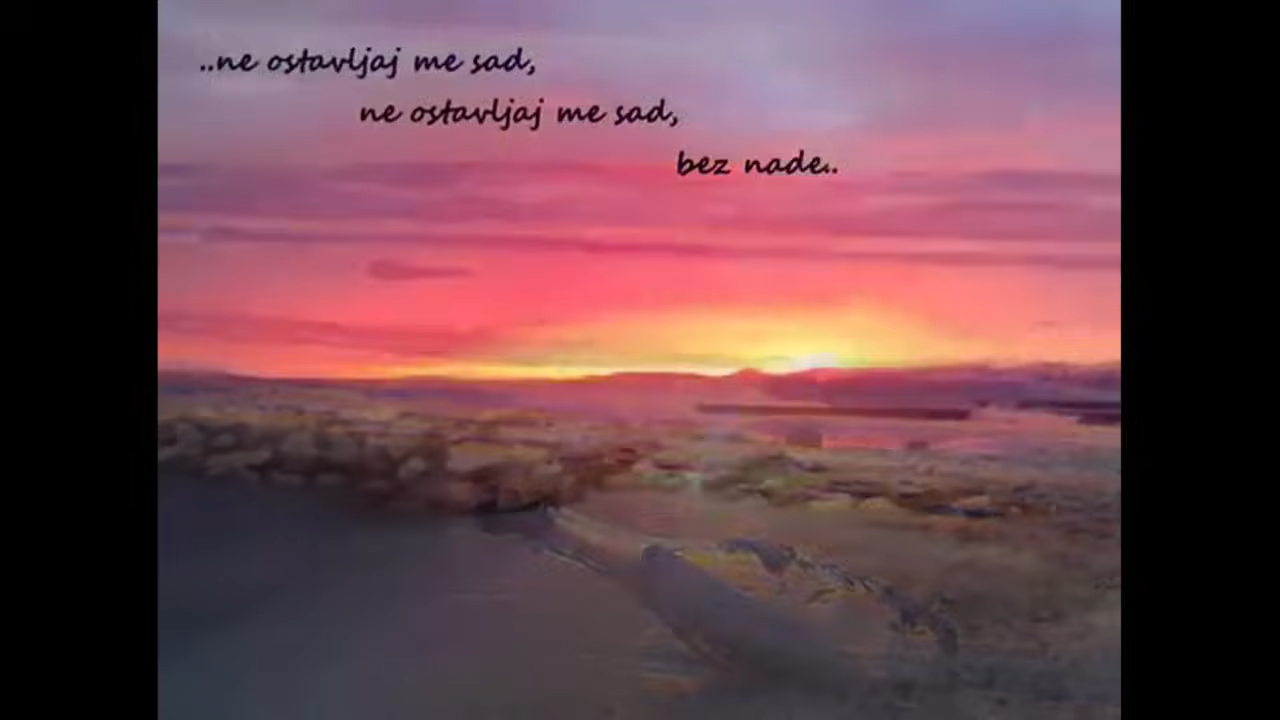 ..ne ostavljaj me sad,
ne ostavljaj me sad,
bez nade..